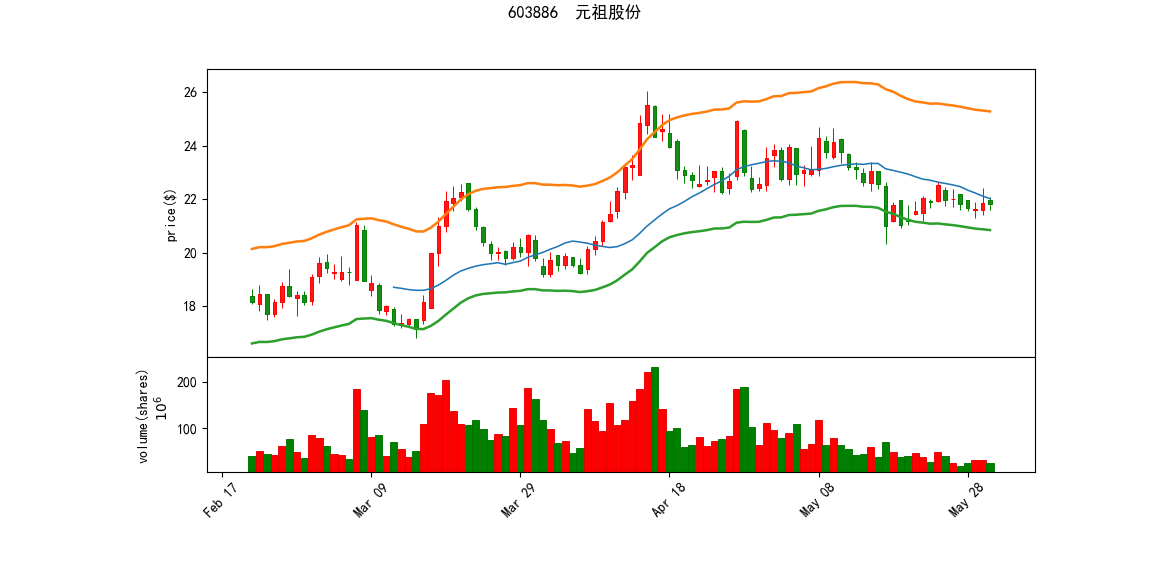 603886 元祖股份
price($)
26
24
22
20
18
volume(shares)
10^6
200
100
Feb 17
Mar 09
Mar 29
Apr 18
May 08
May 28